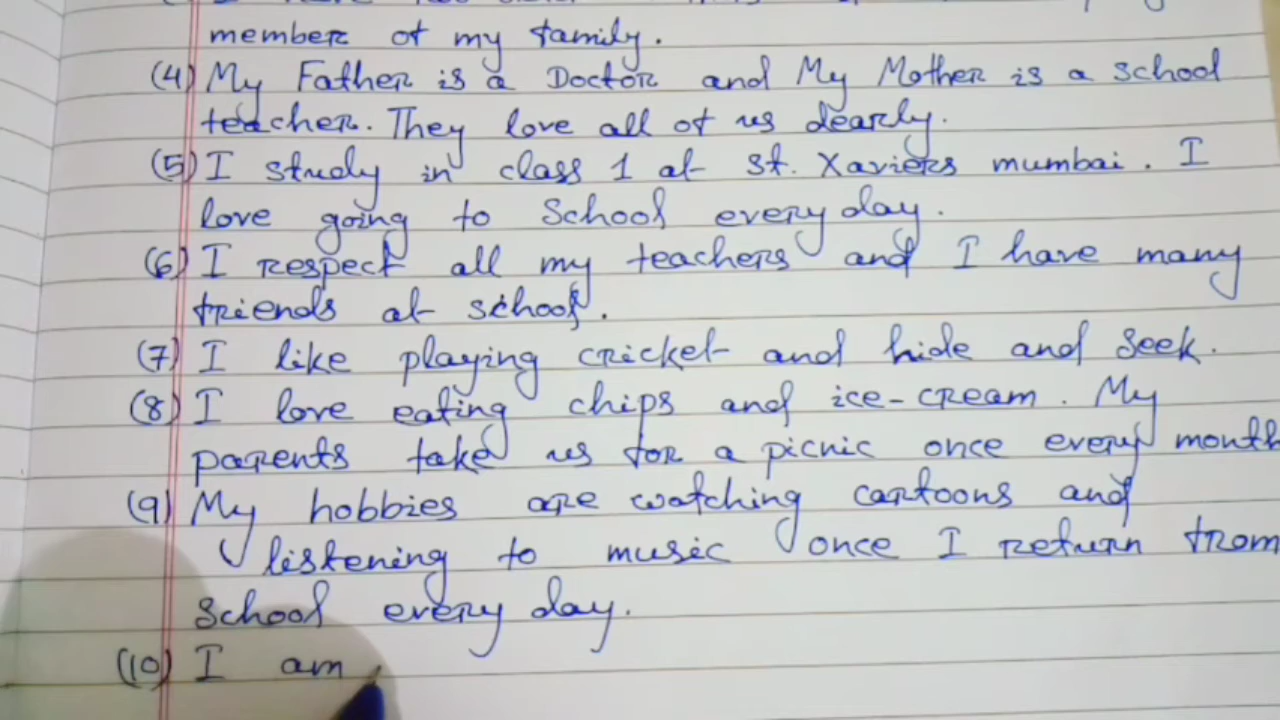 member of my family.
(4) My Father is a Doctor and My Mother is a school
teacher. They love all of us dearly.
(5) I study in class 1 at St. Xaviers mumbai. I
love going to School every day.
(6) I respect all my teachers and I have many
friends at school.
(7) I like playing cricket and hide and seek.
(8) I love eating chips and ice-cream. My
parents take us for a picnic once every month
(9) My hobbies are watching cartoons and
listening to music once I return from
school every day.
(10) I am